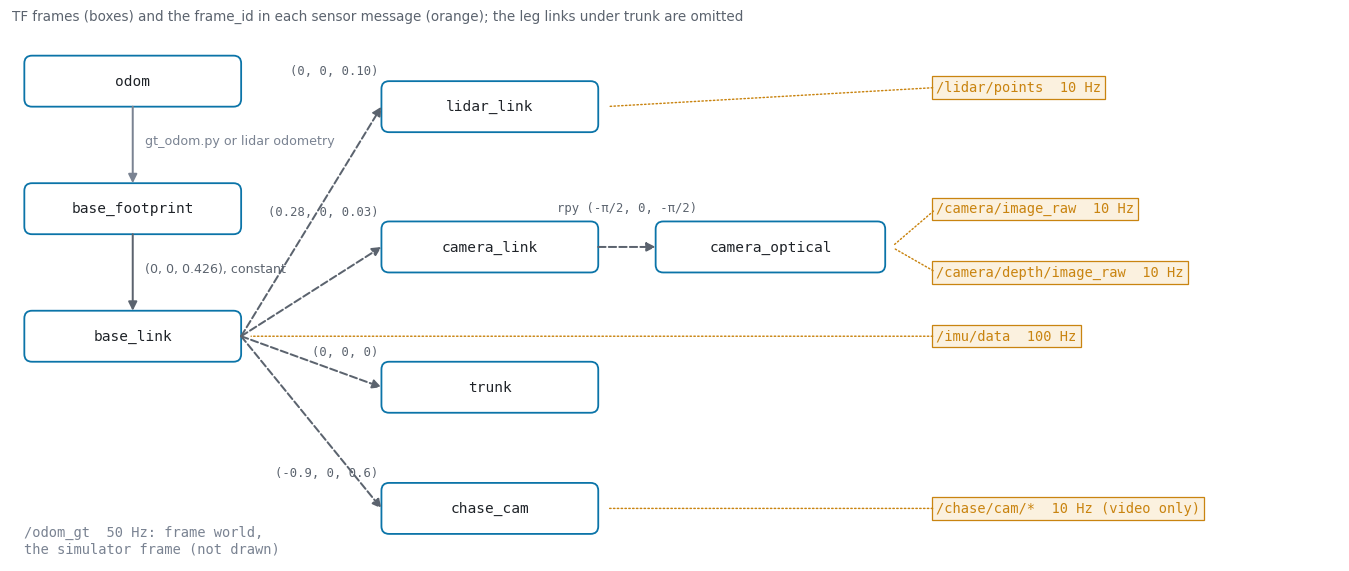 TF frames (boxes) and the frame_id in each sensor message (orange); the leg links under trunk are omitted
odom
(0, 0, 0.10)
lidar_link
/lidar/points  10 Hz
gt_odom.py or lidar odometry
base_footprint
(0.28, 0, 0.03)
rpy (-π/2, 0, -π/2)
/camera/image_raw  10 Hz
camera_link
camera_optical
(0, 0, 0.426), constant
/camera/depth/image_raw  10 Hz
base_link
/imu/data  100 Hz
(0, 0, 0)
trunk
(-0.9, 0, 0.6)
chase_cam
/chase/cam/*  10 Hz (video only)
/odom_gt  50 Hz: frame world,
the simulator frame (not drawn)